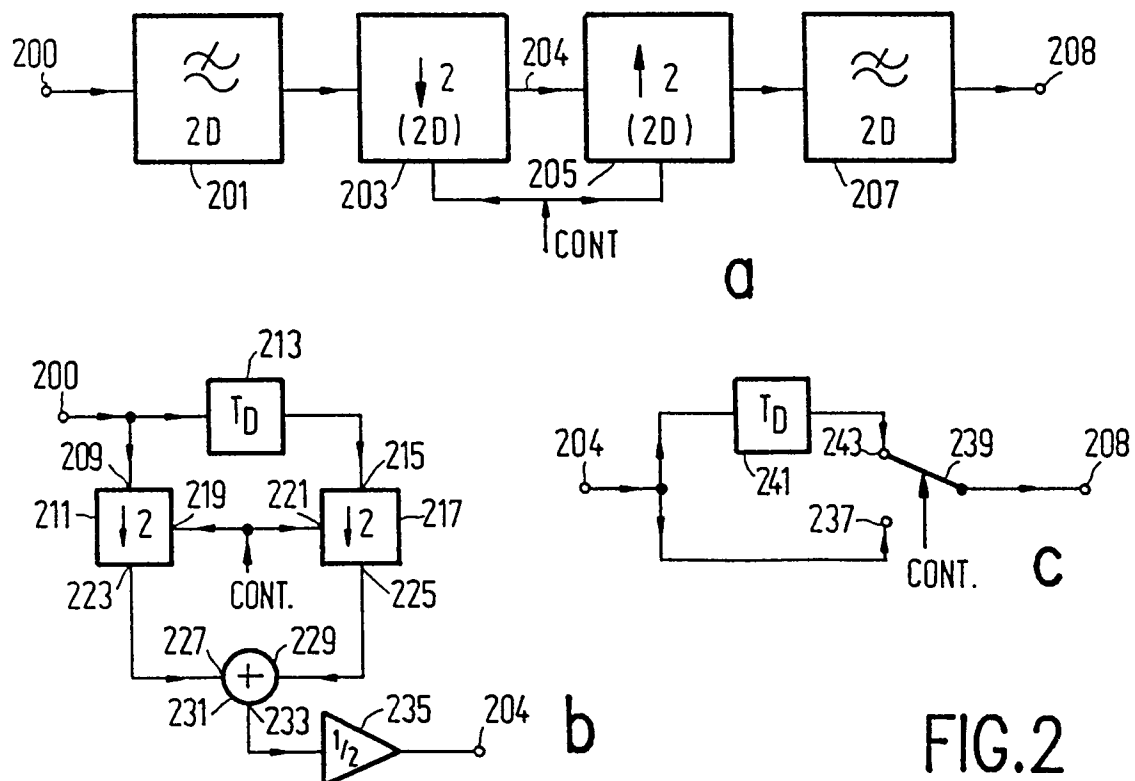 200
2D
201
↓ 2
(2D)
203
204
↑ 2
(2D)
205
2D
207
208
CONT
a
200
213
T_D
209
215
211
↓ 2
219
221
↓ 2
217
223
CONT.
225
227
229
+
231
233
235
1/2
204
b
204
T_D
241
243
239
208
237
CONT.
c
FIG.2